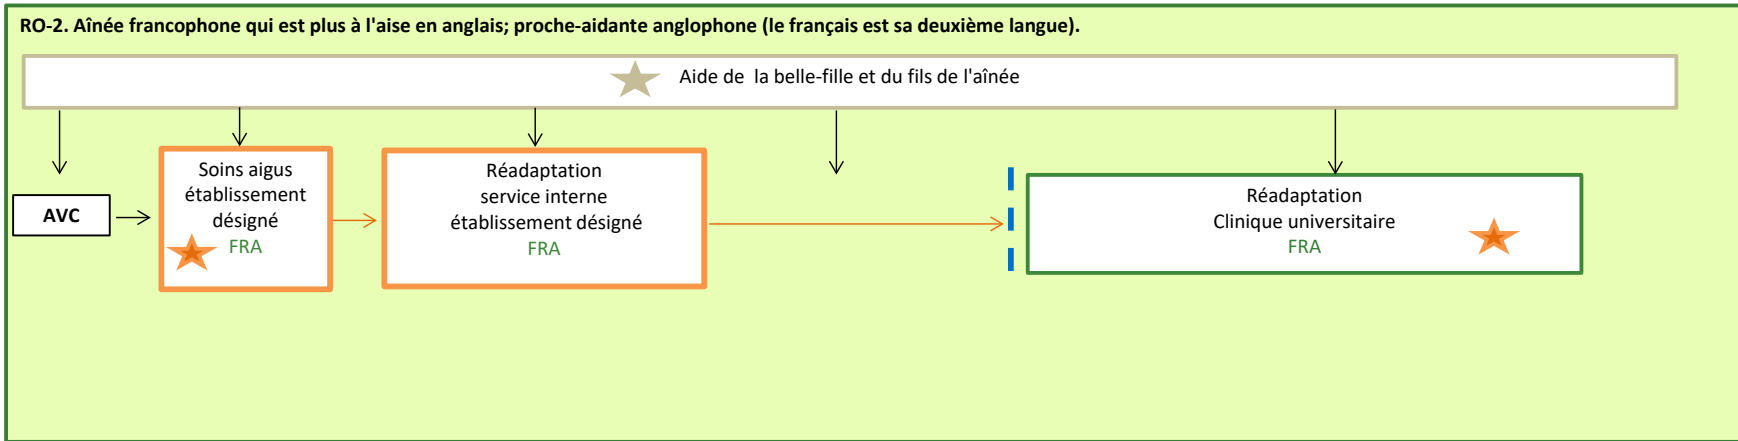 RO-2. Aînée francophone qui est plus à l'aise en anglais; proche-aidante anglophone (le français est sa deuxième langue).
Aide de la belle-fille et du fils de l'aînée
AVC
Soins aigus
établissement
désigné
FRA
Réadaptation
service interne
établissement désigné
FRA
Réadaptation
Clinique universitaire
FRA